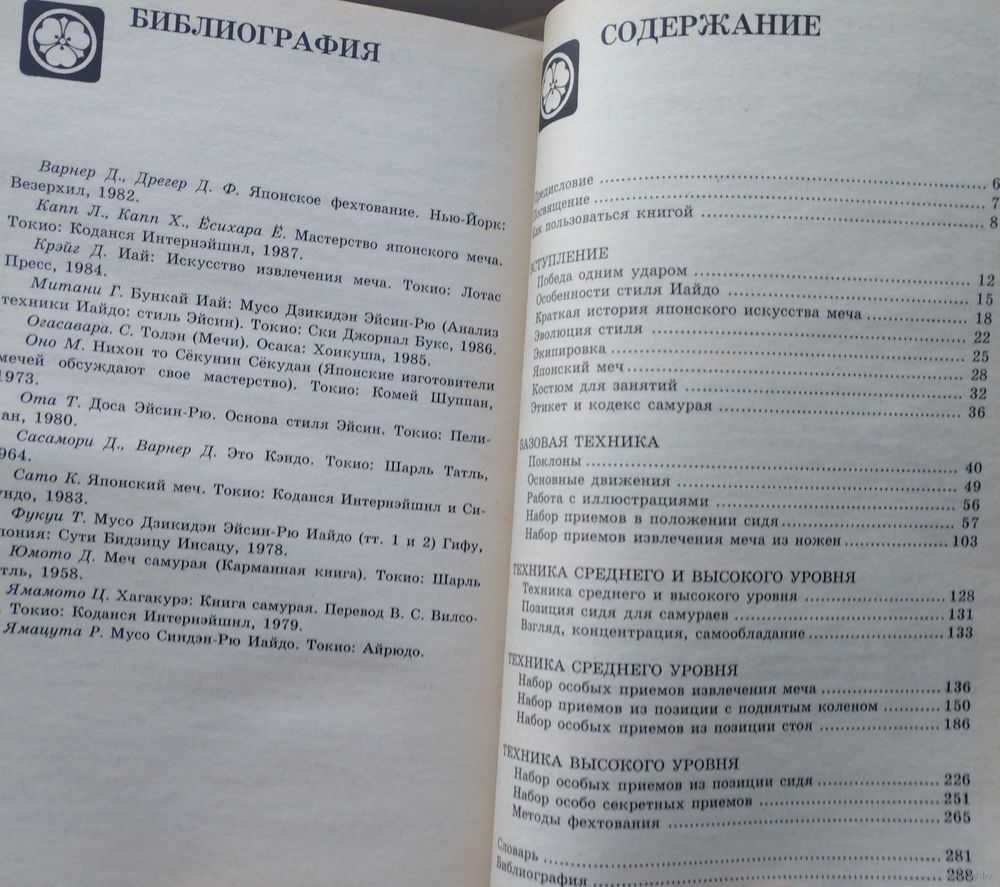 БИБЛИОГРАФИЯ
Варнер Д., Дрегер Д. Ф. Японское фехтование. Нью-Йорк:
Везерхил, 1982.
Капп Л., Капп Х., Ёсихара Ё. Мастерство японского меча.
Токио: Коданся Интернэйшнл, 1987.
Крэйг Д. Иай: Искусство извлечения меча. Токио: Лотас
Пресс, 1984.
Митани Г. Бункай Иай: Мусо Дзикидэн Эйсин-Рю (Анализ
техники Иайдо: стиль Эйсин). Токио: Ски Джорнал Букс, 1986.
Огасавара. С. Толэн (Мечи). Осака: Хоикуша, 1985.
Оно М. Нихон то Сёкунин Сёкудан (Японские изготовители
мечей обсуждают свое мастерство). Токио: Комей Шуппан,
1973.
Ота Т. Доса Эйсин-Рю. Основа стиля Эйсин. Токио: Пели-
ан, 1980.
Сасамори Д., Варнер Д. Это Кэндо. Токио: Шарль Татль,
964.
Сато К. Японский меч. Токио: Коданся Интернэйшнл и Си-
ундо, 1983.
Фукуи Т. Мусо Дзикидэн Эйсин-Рю Иайдо (тт. 1 и 2) Гифу,
пония: Сути Бидзицу Инсацу, 1978.
Юмото Д. Меч самурая (Карманная книга). Токио: Шарль
тль, 1958.
Ямамото Ц. Хагакурэ: Книга самурая. Перевод В. С. Вилсо-
. Токио: Коданся Интернэйшнл, 1979.
Ямацута Р. Мусо Синдэн-Рю Иайдо. Токио: Айрюдо.
СОДЕРЖАНИЕ
Предисловие 6
Посвящение 7
Как пользоваться книгой 8
ВСТУПЛЕНИЕ
Победа одним ударом 12
Особенности стиля Иайдо 15
Краткая история японского искусства меча 18
Эволюция стиля 22
Экипировка 25
Японский меч 28
Костюм для занятий 32
Этикет и кодекс самурая 36
БАЗОВАЯ ТЕХНИКА
Поклоны 40
Основные движения 49
Работа с иллюстрациями 56
Набор приемов в положении сидя 57
Набор приемов извлечения меча из ножен 103
ТЕХНИКА СРЕДНЕГО И ВЫСОКОГО УРОВНЯ
Техника среднего и высокого уровня 128
Позиция сидя для самураев 131
Взгляд, концентрация, самообладание 133
ТЕХНИКА СРЕДНЕГО УРОВНЯ
Набор особых приемов извлечения меча 136
Набор приемов из позиции с поднятым коленом 150
Набор особых приемов из позиции стоя 186
ТЕХНИКА ВЫСОКОГО УРОВНЯ
Набор особых приемов из позиции сидя 226
Набор особо секретных приемов 251
Методы фехтования 265
Словарь 281
Библиография 288